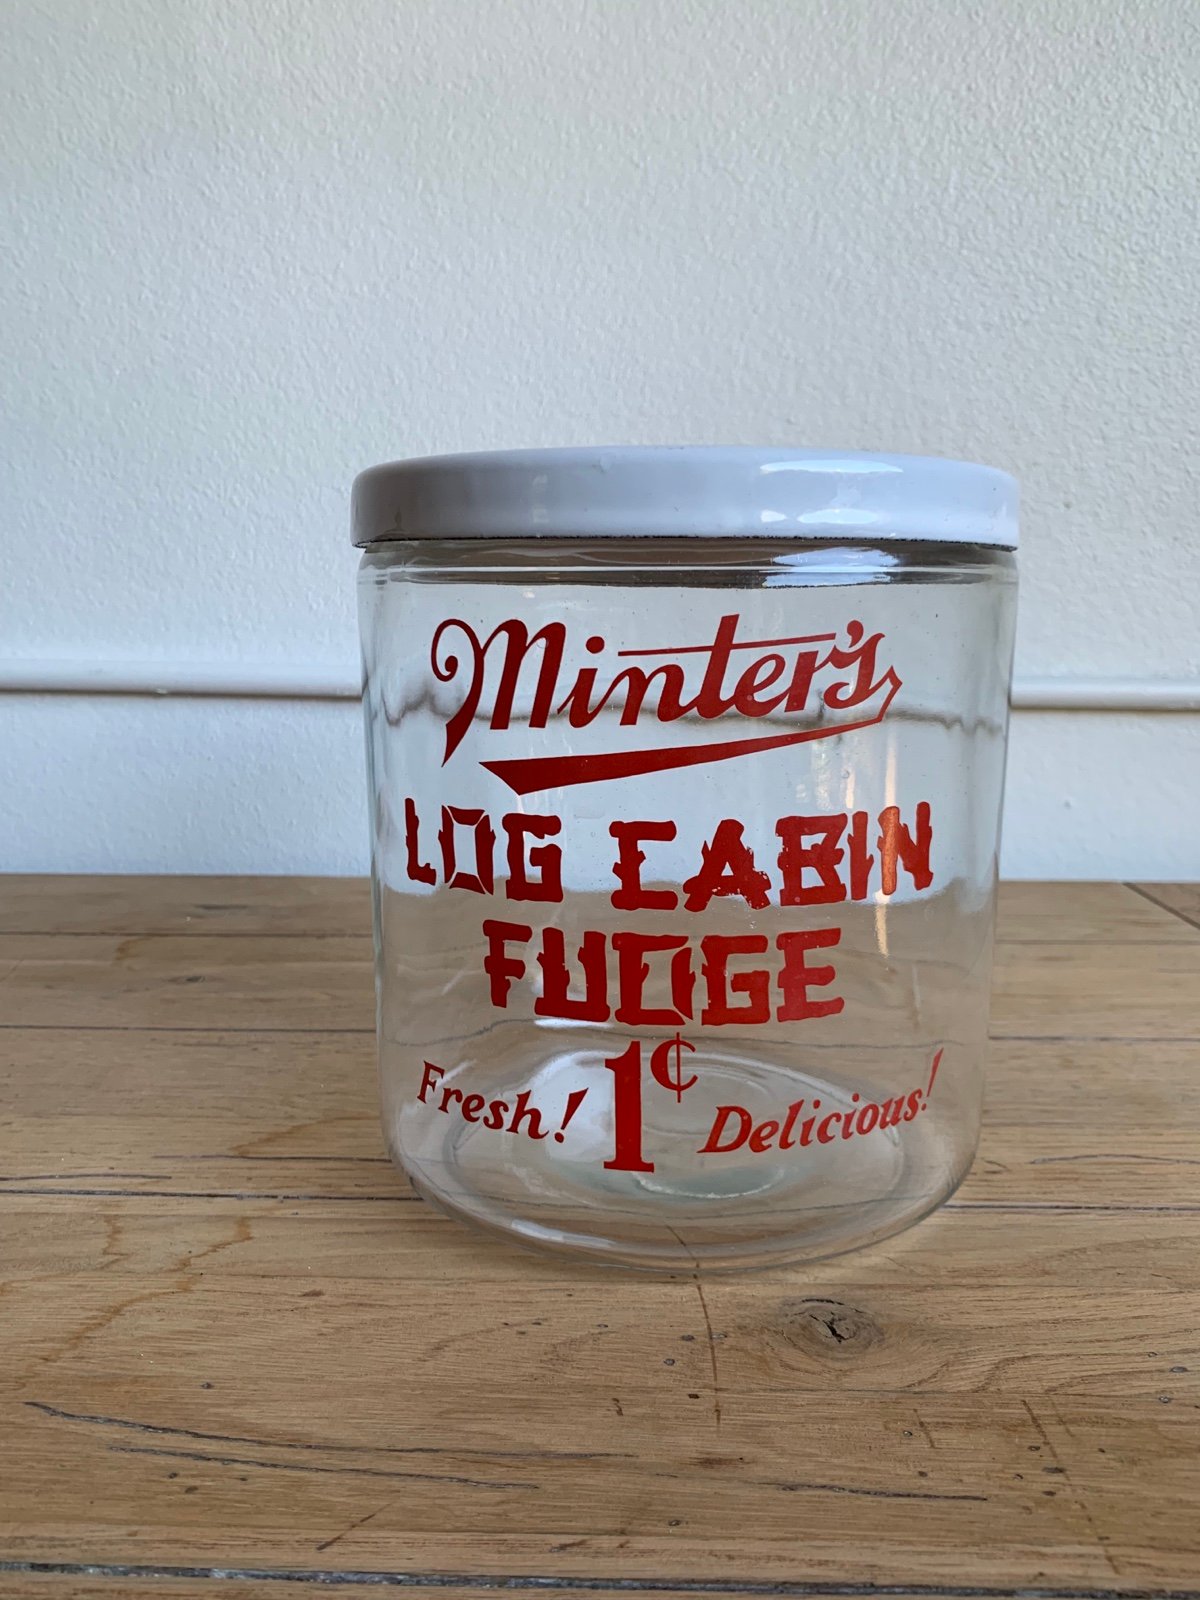 Minter's
LOG CABIN
FUDGE
Fresh! 1¢ Delicious!